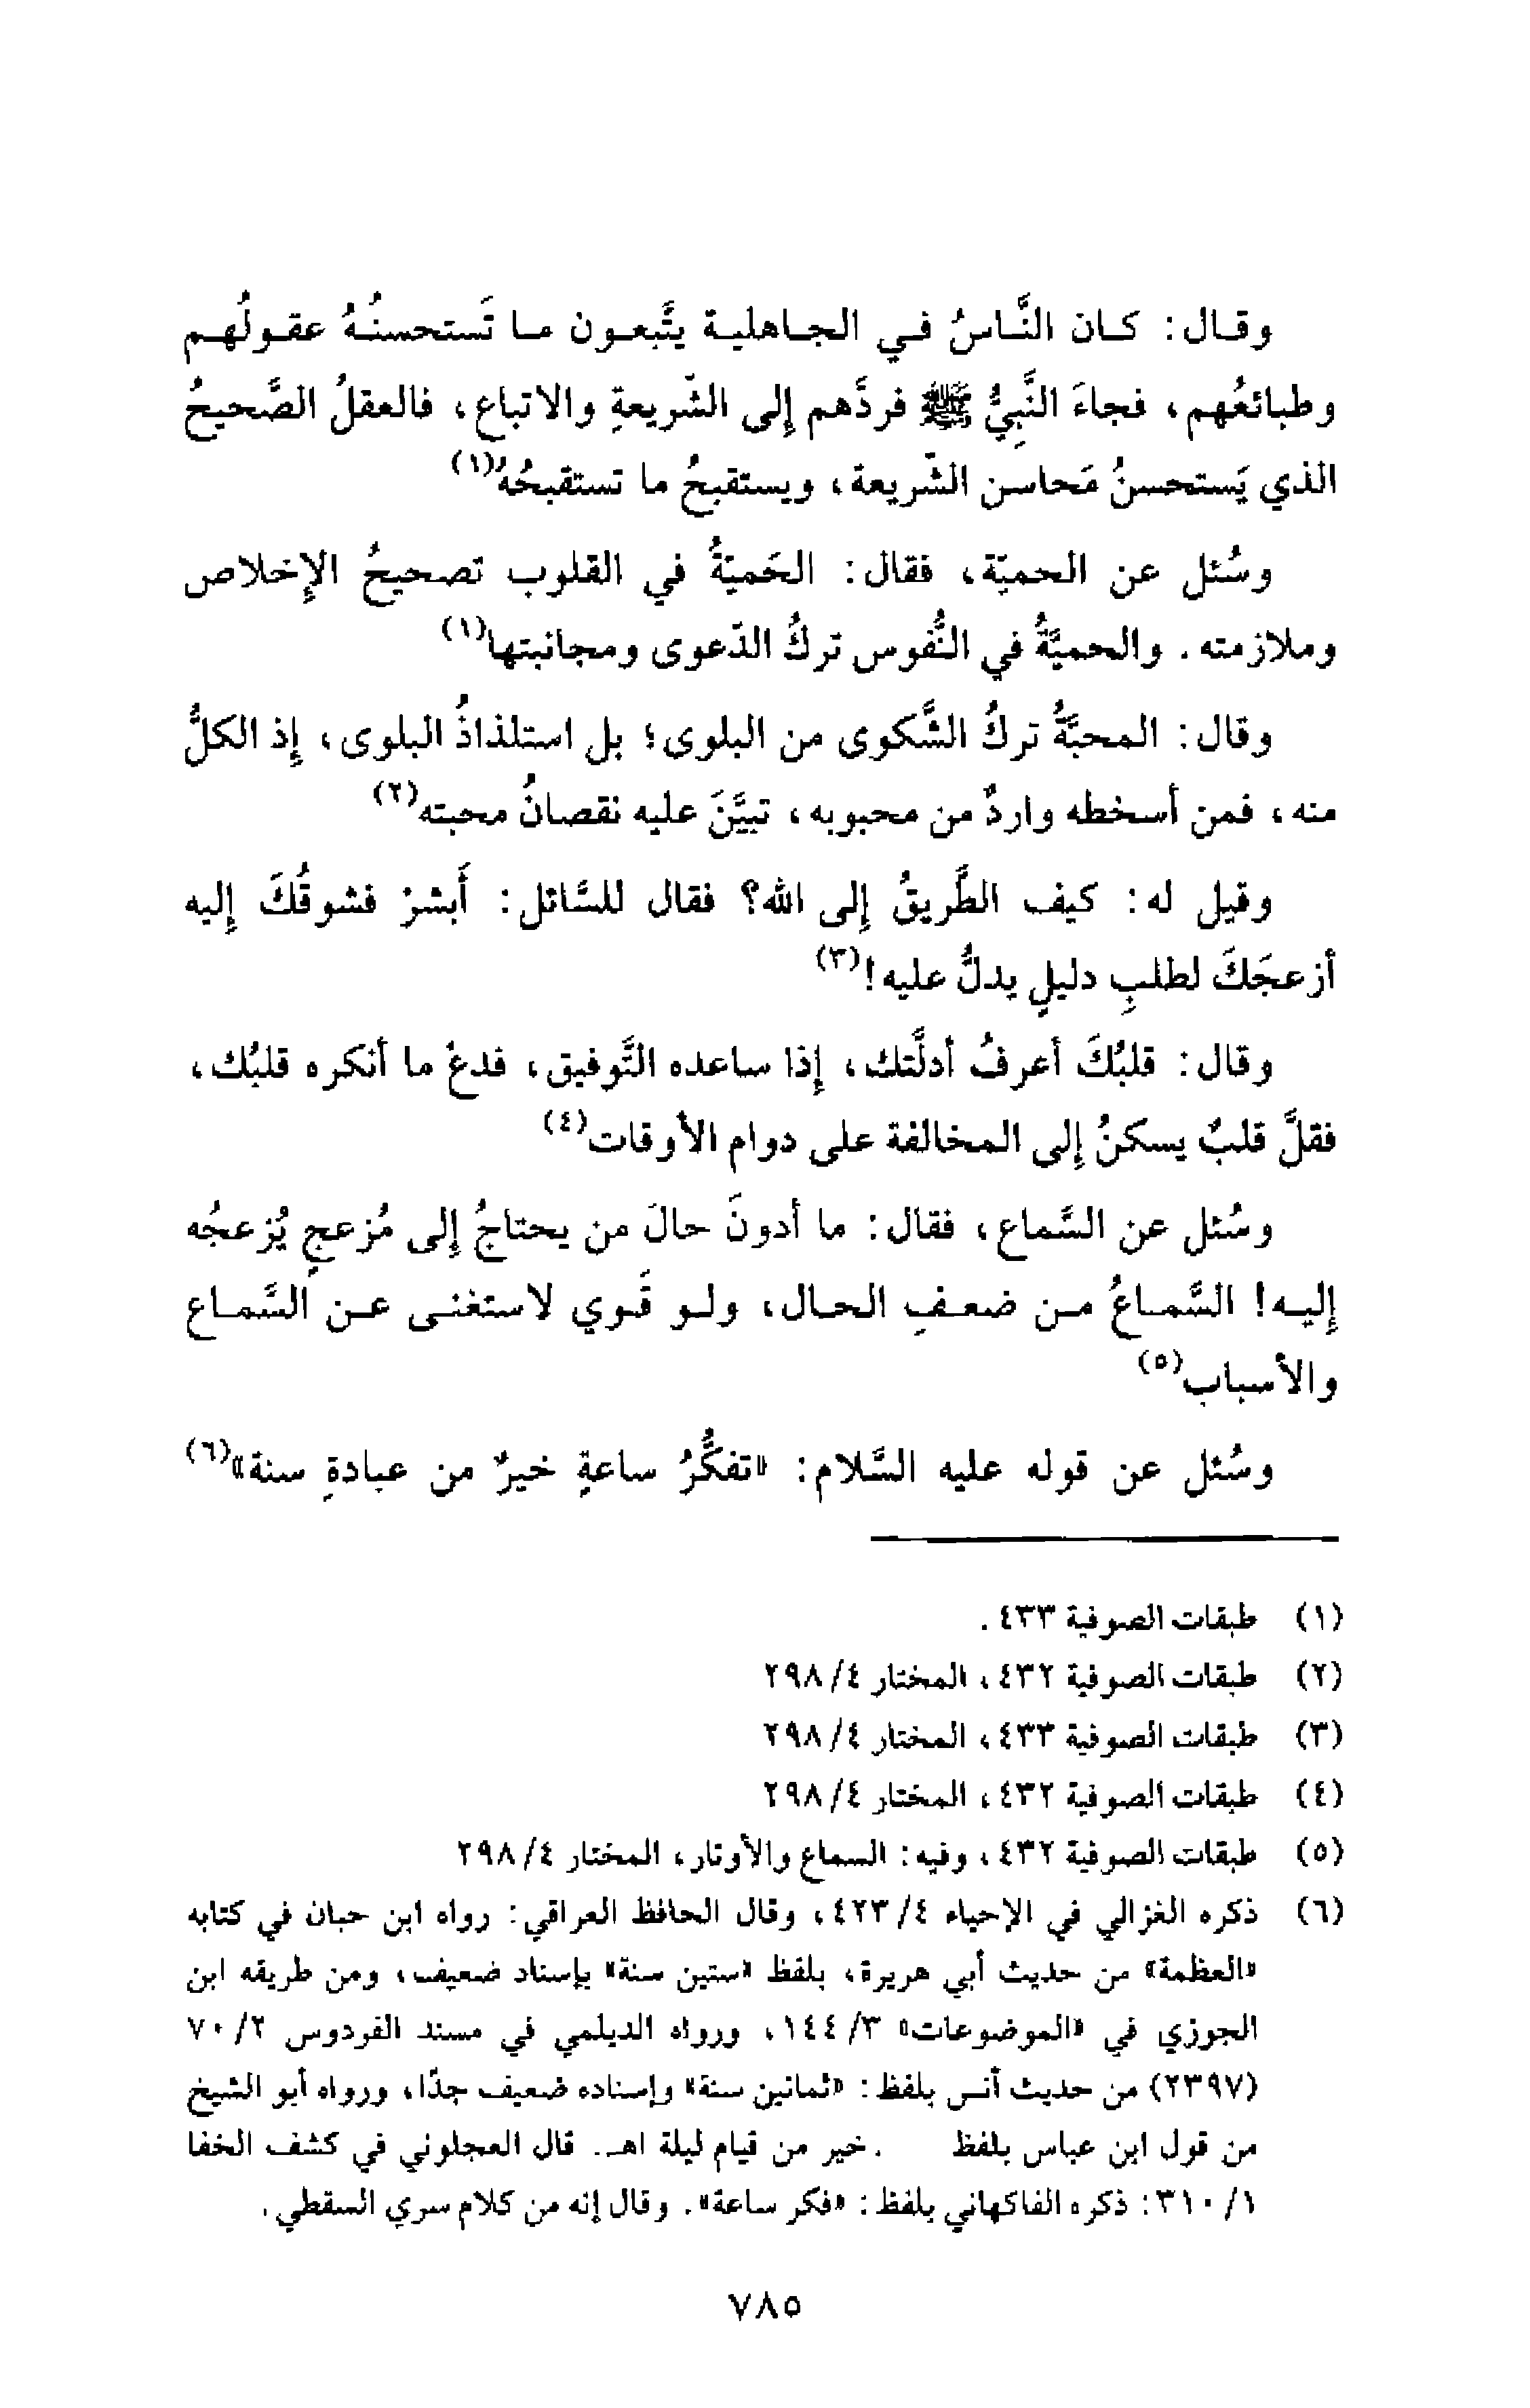 وقال: كان النَّاسُ في الجاهلية يتَّبعون ما تَستحسنُهُ عقولُهم
وطبائعُهم، فجاءَ النَّبيُّ ﷺ فردَّهم إلى الشّريعةِ والاتباع، فالعقلُ الصَّحيحُ
الذي يَستحسنُ مَحاسن الشّريعة، ويستقبحُ ما تستقبحُهُ(١)
وسُئل عن الحميّة، فقال: الحَميّةُ في القلوب تصحيحُ الإخلاص
وملازمته. والحميَّةُ في النُّفوس تركُ الدّعوى ومجانبتها(١)
وقال: المحبَّةُ تركُ الشَّكوى من البلوى؛ بل استلذاذُ البلوى، إذ الكلُّ
منه، فمن أسخطه واردٌ من محبوبه، تبيَّنَ عليه نقصانُ محبته(٢)
وقيل له: كيف الطَّريقُ إلى الله؟ فقال للسَّائل: أَبشرْ فشوقُكَ إليه
أزعجَكَ لطلبِ دليلٍ يدلُّ عليه!(٣)
وقال: قلبُكَ أعرفُ أدلَّتك، إذا ساعده التَّوفيق، فدعْ ما أنكره قلبُك،
فقلَّ قلبٌ يسكنُ إلى المخالفة على دوام الأوقات(٤)
وسُئل عن السَّماع، فقال: ما أدونَ حالَ من يحتاجُ إلى مُزعجٍ يُزعجُه
إليه! السَّماعُ من ضعفِ الحال، ولو قَوي لاستغنى عن السَّماع
والأسباب(٥)
وسُئل عن قوله عليه السَّلام: «تفكُّرُ ساعةٍ خيرٌ من عبادةِ سنة»(٦)
(١) طبقات الصوفية ٤٣٣.
(٢) طبقات الصوفية ٤٣٢، المختار ٤/ ٢٩٨
(٣) طبقات الصوفية ٤٣٣، المختار ٤/ ٢٩٨
(٤) طبقات الصوفية ٤٣٢، المختار ٤/ ٢٩٨
(٥) طبقات الصوفية ٤٣٢، وفيه: السماع والأوتار، المختار ٤/ ٢٩٨
(٦) ذكره الغزالي في الإحياء ٤/ ٤٢٣، وقال الحافظ العراقي: رواه ابن حبان في كتابه
«العظمة» من حديث أبي هريرة، بلفظ «ستين سنة» بإسناد ضعيف، ومن طريقه ابن
الجوزي في «الموضوعات» ٣/ ١٤٤، ورواه الديلمي في مسند الفردوس ٢/ ٧٠
(٢٣٩٧) من حديث أنس بلفظ: «ثمانين سنة» وإسناده ضعيف جدًا، ورواه أبو الشيخ
من قول ابن عباس بلفظ . خير من قيام ليلة اهـ.. قال العجلوني في كشف الخفا
١/ ٣١٠: ذكره الفاكهاني بلفظ: «فكر ساعة». وقال إنه من كلام سري السقطي.
٧٨٥